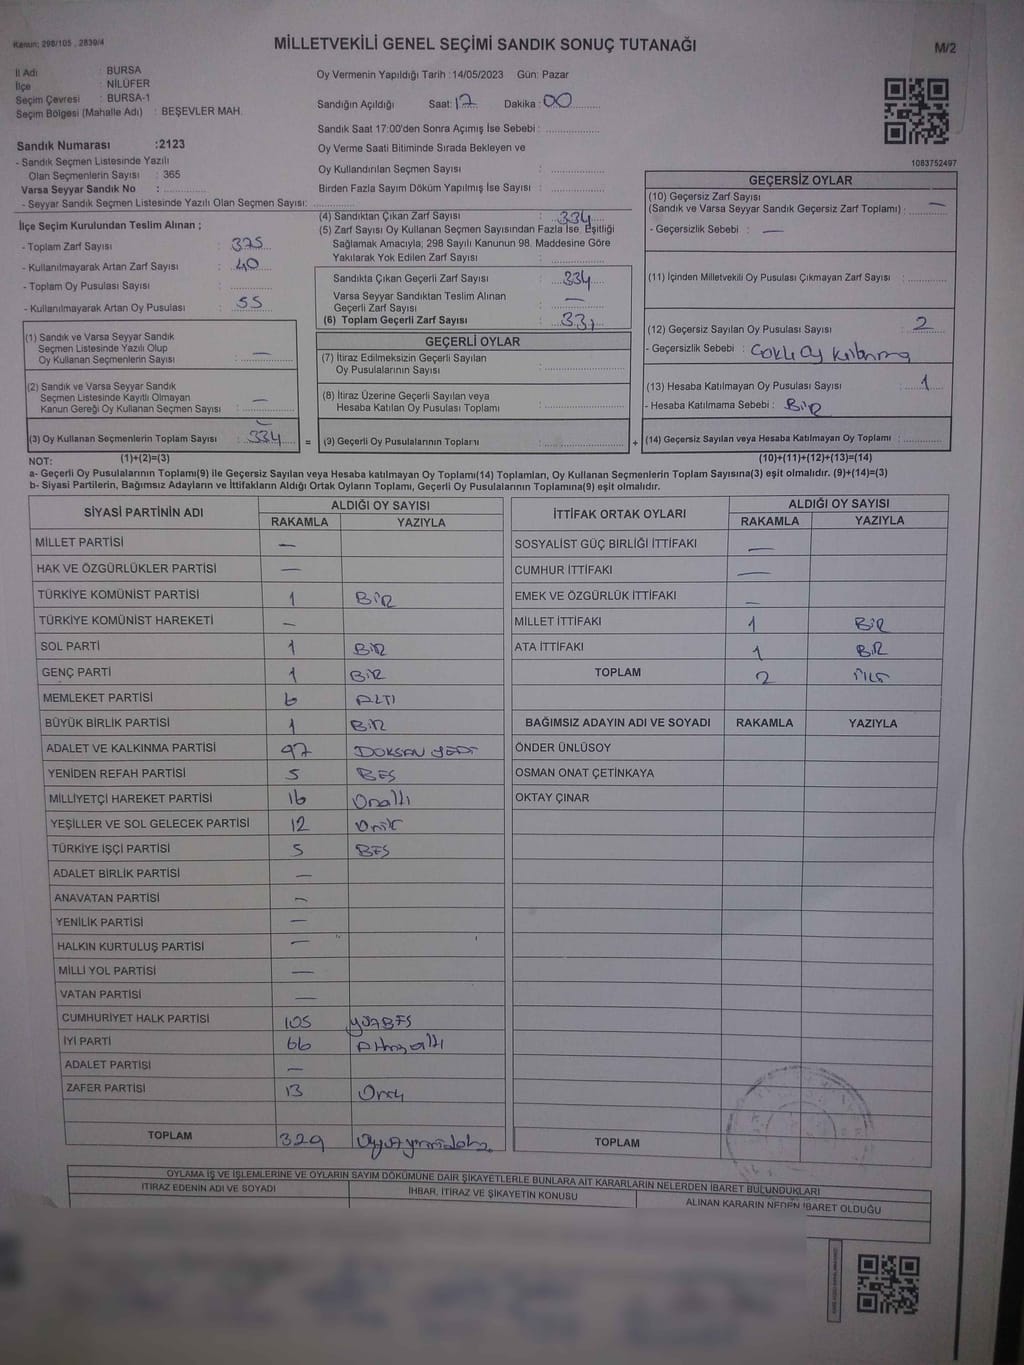 Kanun; 298/105 , 2839/4
MİLLETVEKİLİ GENEL SEÇİMİ SANDIK SONUÇ TUTANAĞI
M/2
İl Adı : BURSA
İlçe : NİLÜFER
Seçim Çevresi : BURSA-1
Seçim Bölgesi (Mahalle Adı) : BEŞEVLER MAH.
Oy Vermenin Yapıldığı Tarih :14/05/2023 Gün: Pazar
Sandığın Açıldığı Saat: 17 Dakika : 00
Sandık Saat 17:00'den Sonra Açımış İse Sebebi :
Oy Verme Saati Bitiminde Sırada Bekleyen ve
Oy Kullandırılan Seçmen Sayısı :
Birden Fazla Sayım Döküm Yapılmış İse Sayısı :
1083752497
Sandık Numarası :2123
- Sandık Seçmen Listesinde Yazılı
Olan Seçmenlerin Sayısı : 365
Varsa Seyyar Sandık No :
- Seyyar Sandık Seçmen Listesinde Yazılı Olan Seçmen Sayısı:
İlçe Seçim Kurulundan Teslim Alınan ;
- Toplam Zarf Sayısı : 375
- Kullanılmayarak Artan Zarf Sayısı : 40
- Toplam Oy Pusulası Sayısı :
- Kullanılmayarak Artan Oy Pusulası : 55
(1) Sandık ve Varsa Seyyar Sandık
Seçmen Listesinde Yazılı Olup
Oy Kullanan Seçmenlerin Sayısı : —
(2) Sandık ve Varsa Seyyar Sandık
Seçmen Listesinde Kayıtlı Olmayan
Kanun Gereği Oy Kullanan Seçmen Sayısı : —
(3) Oy Kullanan Seçmenlerin Toplam Sayısı : 334
(4) Sandıktan Çıkan Zarf Sayısı : 334
(5) Zarf Sayısı Oy Kullanan Seçmen Sayısından Fazla İse, Eşitliği
Sağlamak Amacıyla; 298 Sayılı Kanunun 98. Maddesine Göre
Yakılarak Yok Edilen Zarf Sayısı :
Sandıkta Çıkan Geçerli Zarf Sayısı : 334
Varsa Seyyar Sandıktan Teslim Alınan
Geçerli Zarf Sayısı : —
(6) Toplam Geçerli Zarf Sayısı :
GEÇERLİ OYLAR
(7) İtiraz Edilmeksizin Geçerli Sayılan
Oy Pusulalarının Sayısı :
(8) İtiraz Üzerine Geçerli Sayılan veya
Hesaba Katılan Oy Pusulası Toplamı :
= (9) Geçerli Oy Pusulalarının Toplamı :
GEÇERSİZ OYLAR
(10) Geçersiz Zarf Sayısı
(Sandık ve Varsa Seyyar Sandık Geçersiz Zarf Toplamı) : —
- Geçersizlik Sebebi : —
(11) İçinden Milletvekili Oy Pusulası Çıkmayan Zarf Sayısı :
(12) Geçersiz Sayılan Oy Pusulası Sayısı : 2
- Geçersizlik Sebebi :
(13) Hesaba Katılmayan Oy Pusulası Sayısı : 1
- Hesaba Katılmama Sebebi : BİR
+ (14) Geçersiz Sayılan veya Hesaba Katılmayan Oy Toplamı :
NOT: (1)+(2)=(3)
(10)+(11)+(12)+(13)=(14)
a- Geçerli Oy Pusulalarının Toplamı(9) ile Geçersiz Sayılan veya Hesaba katılmayan Oy Toplamı(14) Toplamları, Oy Kullanan Seçmenlerin Toplam Sayısına(3) eşit olmalıdır. (9)+(14)=(3)
b- Siyasi Partilerin, Bağımsız Adayların ve İttifakların Aldığı Ortak Oyların Toplamı, Geçerli Oy Pusulalarının Toplamına(9) eşit olmalıdır.
SİYASİ PARTİNİN ADI ALDIĞI OY SAYISI
RAKAMLA YAZIYLA
MİLLET PARTİSİ —
HAK VE ÖZGÜRLÜKLER PARTİSİ —
TÜRKİYE KOMÜNİST PARTİSİ 1 BİR
TÜRKİYE KOMÜNİST HAREKETİ —
SOL PARTİ 1 BİR
GENÇ PARTİ 1 BİR
MEMLEKET PARTİSİ 6 ALTI
BÜYÜK BİRLİK PARTİSİ 1 BİR
ADALET VE KALKINMA PARTİSİ 97 DOKSAN YEDİ
YENİDEN REFAH PARTİSİ 5 BEŞ
MİLLİYETÇİ HAREKET PARTİSİ 16 Onaltı
YEŞİLLER VE SOL GELECEK PARTİSİ 12 Oniki
TÜRKİYE İŞÇİ PARTİSİ 5 BEŞ
ADALET BİRLİK PARTİSİ —
ANAVATAN PARTİSİ —
YENİLİK PARTİSİ —
HALKIN KURTULUŞ PARTİSİ —
MİLLİ YOL PARTİSİ —
VATAN PARTİSİ —
CUMHURİYET HALK PARTİSİ 105 YÜZBEŞ
İYİ PARTİ 66 Altmışaltı
ADALET PARTİSİ —
ZAFER PARTİSİ 13
TOPLAM 329
İTTİFAK ORTAK OYLARI ALDIĞI OY SAYISI
RAKAMLA YAZIYLA
SOSYALİST GÜÇ BİRLİĞİ İTTİFAKI —
CUMHUR İTTİFAKI —
EMEK VE ÖZGÜRLÜK İTTİFAKI —
MİLLET İTTİFAKI 1 BİR
ATA İTTİFAKI 1 BİR
TOPLAM 2 İKİ
BAĞIMSIZ ADAYIN ADI VE SOYADI RAKAMLA YAZIYLA
ÖNDER ÜNLÜSOY
OSMAN ONAT ÇETİNKAYA
OKTAY ÇINAR
TOPLAM
OYLAMA İŞ VE İŞLEMLERİNE VE OYLARIN SAYIM DÖKÜMÜNE DAİR ŞİKAYETLERLE BUNLARA AİT KARARLARIN NELERDEN İBARET BULUNDUKLARI
İTİRAZ EDENİN ADI VE SOYADI İHBAR, İTİRAZ VE ŞİKAYETİN KONUSU ALINAN KARARIN NEDEN İBARET OLDUĞU